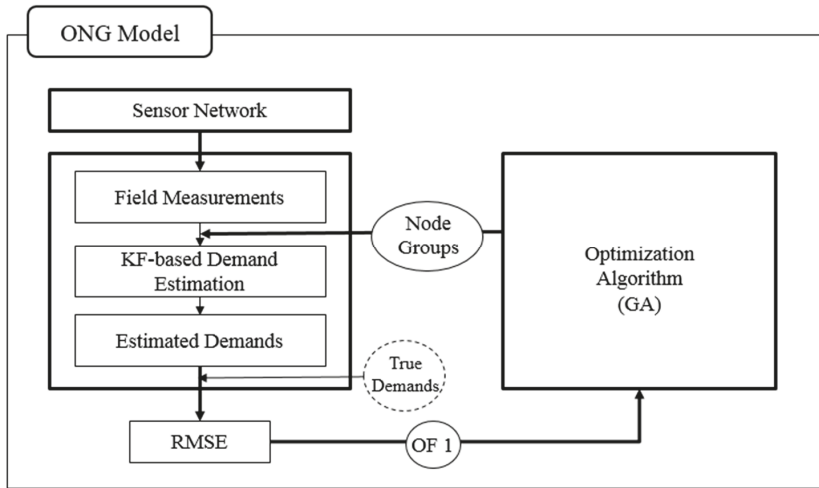 ONG Model
Sensor Network
Field Measurements
Node
Groups
KF-based Demand
Estimation
Optimization
Algorithm
(GA)
Estimated Demands
True
Demands
RMSE
OF 1